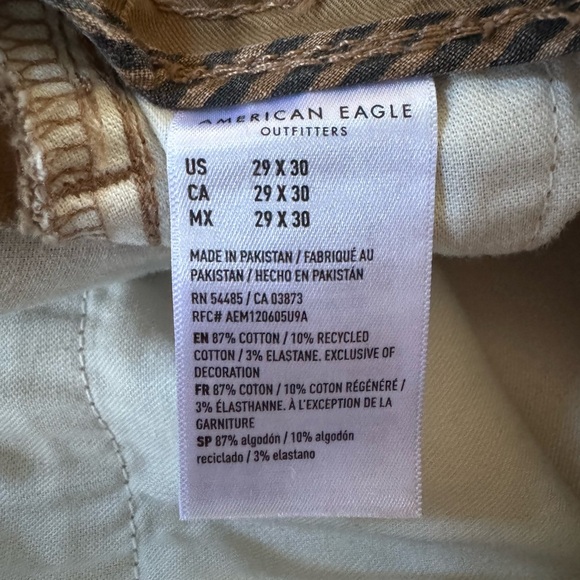 AMERICAN EAGLE
OUTFITTERS
US 29 X 30
CA 29 X 30
MX 29 X 30
MADE IN PAKISTAN / FABRIQUÉ AU
PAKISTAN / HECHO EN PAKISTÁN
RN 54485 / CA 03873
RFC# AEM120605U9A
EN 87% COTTON / 10% RECYCLED
COTTON / 3% ELASTANE. EXCLUSIVE OF
DECORATION
FR 87% COTON / 10% COTON RÉGÉNÉRÉ /
3% ÉLASTHANNE. À L'EXCEPTION DE LA
GARNITURE
SP 87% algodón / 10% algodón
reciclado / 3% elastano